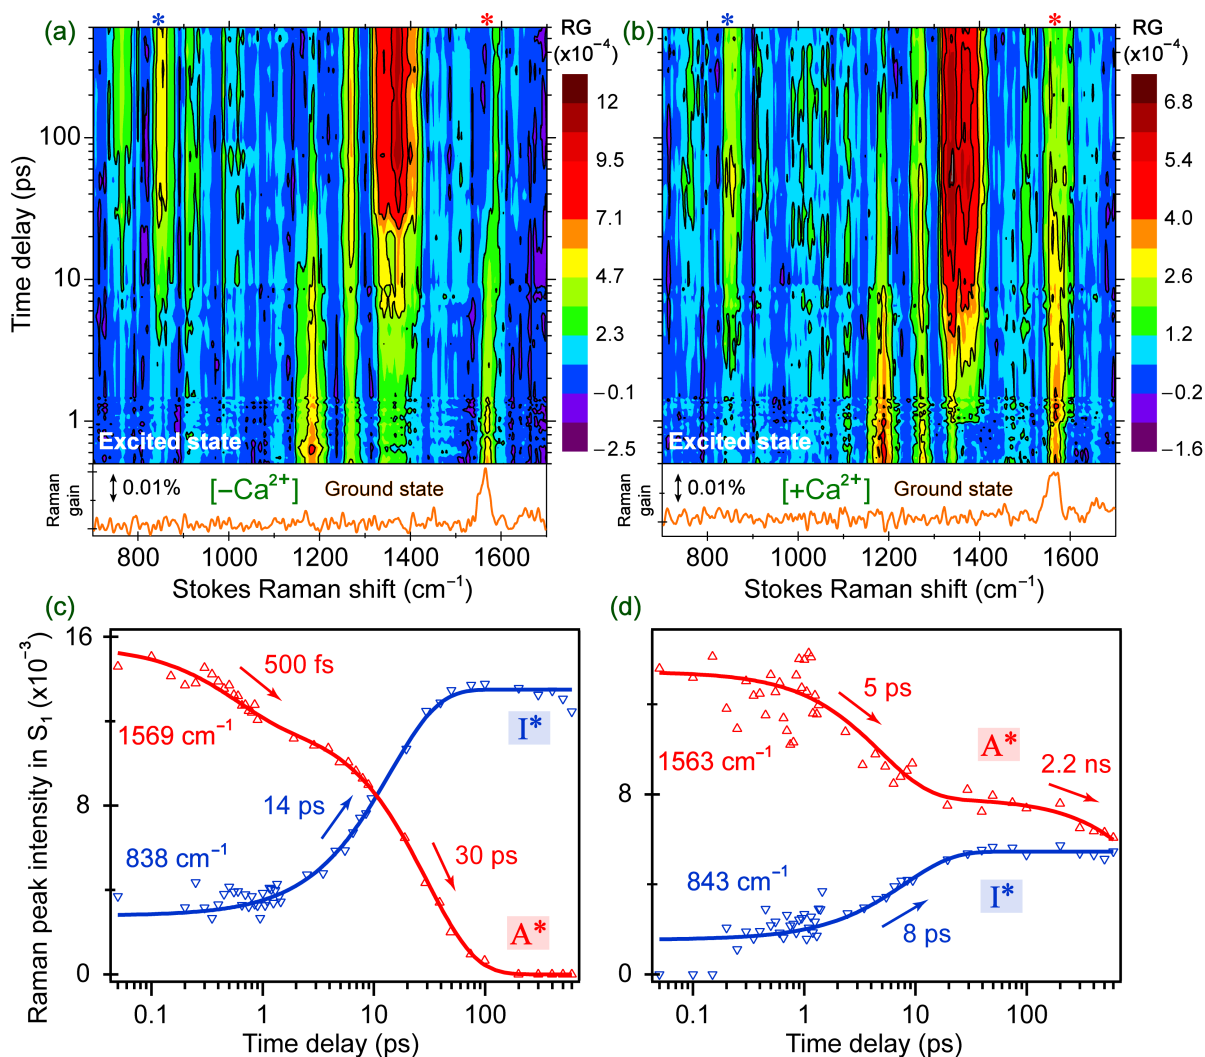 (a)
*
*
RG
(x10⁻⁴)
12
9.5
7.1
4.7
2.3
−0.1
−2.5
Time delay (ps)
100
10
1
Excited state
Raman
gain
0.01%
[−Ca²⁺]
Ground state
800
1000
1200
1400
1600
Stokes Raman shift (cm⁻¹)
(b)
*
*
RG
(x10⁻⁴)
6.8
5.4
4.0
2.6
1.2
−0.2
−1.6
Excited state
Raman
gain
0.01%
[+Ca²⁺]
Ground state
800
1000
1200
1400
1600
Stokes Raman shift (cm⁻¹)
(c)
Raman peak intensity in S₁ (x10⁻³)
16
8
0
500 fs
1569 cm⁻¹
I*
14 ps
838 cm⁻¹
30 ps
A*
0.1
1
10
100
Time delay (ps)
(d)
8
0
5 ps
A*
1563 cm⁻¹
2.2 ns
843 cm⁻¹
I*
8 ps
0.1
1
10
100
Time delay (ps)